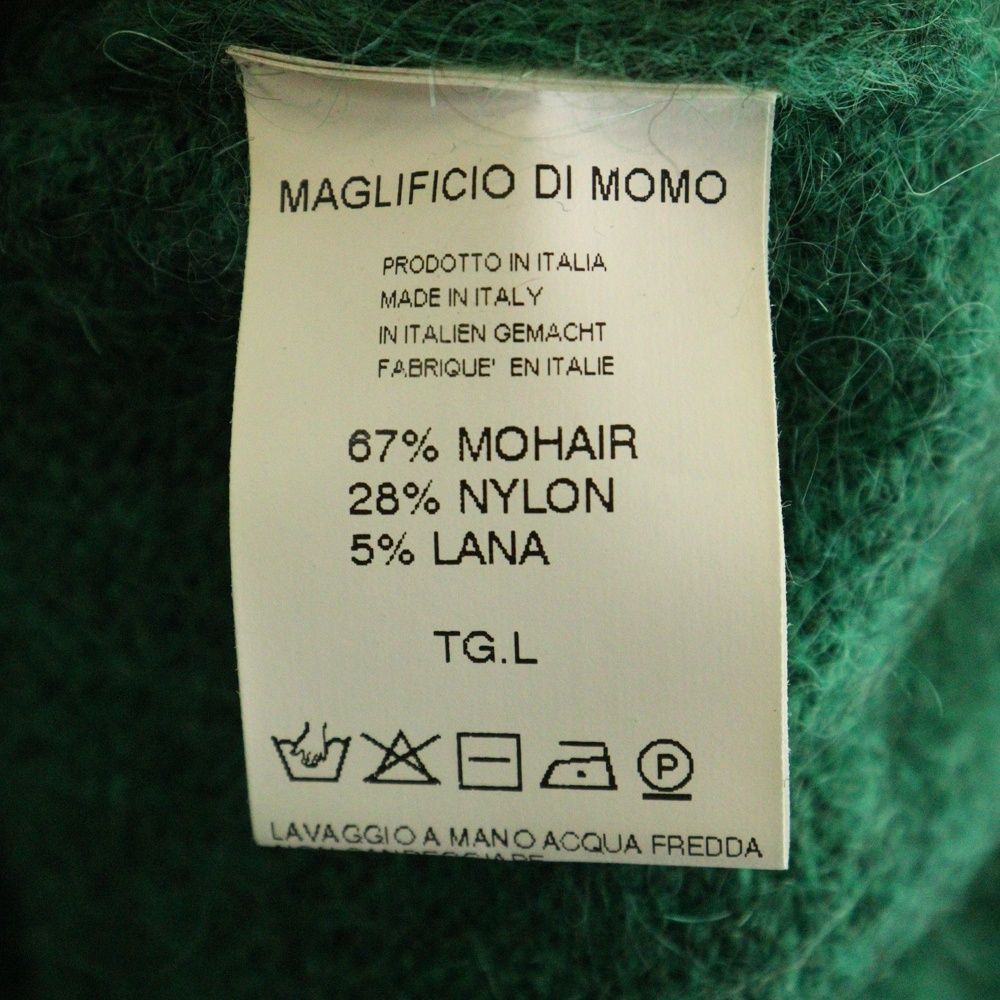 MAGLIFICIO DI MOMO
PRODOTTO IN ITALIA
MADE IN ITALY
IN ITALIEN GEMACHT
FABRIQUE' EN ITALIE
67% MOHAIR
28% NYLON
5% LANA
TG.L
P
LAVAGGIO A MANO ACQUA FREDDA